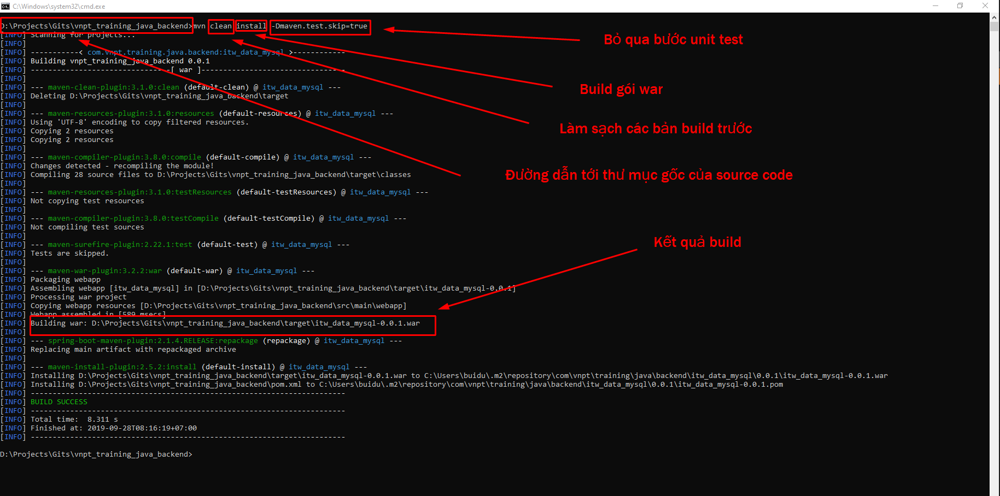 C:\Windows\system32\cmd.exe
D:\Projects\Gits\vnpt_training_java_backend>mvn clean install -Dmaven.test.skip=true
[INFO] Scanning for projects...
[INFO]
[INFO] -----------< com.vnpt.training.java.backend:itw_data_mysql >------------
[INFO] Building vnpt_training_java_backend 0.0.1
[INFO] --------------------------------[ war ]---------------------------------
[INFO]
[INFO] --- maven-clean-plugin:3.1.0:clean (default-clean) @ itw_data_mysql ---
[INFO] Deleting D:\Projects\Gits\vnpt_training_java_backend\target
[INFO]
[INFO] --- maven-resources-plugin:3.1.0:resources (default-resources) @ itw_data_mysql ---
[INFO] Using 'UTF-8' encoding to copy filtered resources.
[INFO] Copying 2 resources
[INFO] Copying 2 resources
[INFO]
[INFO] --- maven-compiler-plugin:3.8.0:compile (default-compile) @ itw_data_mysql ---
[INFO] Changes detected - recompiling the module!
[INFO] Compiling 28 source files to D:\Projects\Gits\vnpt_training_java_backend\target\classes
[INFO]
[INFO] --- maven-resources-plugin:3.1.0:testResources (default-testResources) @ itw_data_mysql ---
[INFO] Not copying test resources
[INFO]
[INFO] --- maven-compiler-plugin:3.8.0:testCompile (default-testCompile) @ itw_data_mysql ---
[INFO] Not compiling test sources
[INFO]
[INFO] --- maven-surefire-plugin:2.22.1:test (default-test) @ itw_data_mysql ---
[INFO] Tests are skipped.
[INFO]
[INFO] --- maven-war-plugin:3.2.2:war (default-war) @ itw_data_mysql ---
[INFO] Packaging webapp
[INFO] Assembling webapp [itw_data_mysql] in [D:\Projects\Gits\vnpt_training_java_backend\target\itw_data_mysql-0.0.1]
[INFO] Processing war project
[INFO] Copying webapp resources [D:\Projects\Gits\vnpt_training_java_backend\src\main\webapp]
[INFO] Webapp assembled in [589 msecs]
[INFO] Building war: D:\Projects\Gits\vnpt_training_java_backend\target\itw_data_mysql-0.0.1.war
[INFO]
[INFO] --- spring-boot-maven-plugin:2.1.4.RELEASE:repackage (repackage) @ itw_data_mysql ---
[INFO] Replacing main artifact with repackaged archive
[INFO]
[INFO] --- maven-install-plugin:2.5.2:install (default-install) @ itw_data_mysql ---
[INFO] Installing D:\Projects\Gits\vnpt_training_java_backend\target\itw_data_mysql-0.0.1.war to C:\Users\buidu\.m2\repository\com\vnpt\training\java\backend\itw_data_mysql\0.0.1\itw_data_mysql-0.0.1.war
[INFO] Installing D:\Projects\Gits\vnpt_training_java_backend\pom.xml to C:\Users\buidu\.m2\repository\com\vnpt\training\java\backend\itw_data_mysql\0.0.1\itw_data_mysql-0.0.1.pom
[INFO] ------------------------------------------------------------------------
[INFO] BUILD SUCCESS
[INFO] ------------------------------------------------------------------------
[INFO] Total time:  8.311 s
[INFO] Finished at: 2019-09-28T08:16:19+07:00
[INFO] ------------------------------------------------------------------------
D:\Projects\Gits\vnpt_training_java_backend>
Bỏ qua bước unit test
Build gói war
Làm sạch các bản build trước
Đường dẫn tới thư mục gốc của source code
Kết quả build